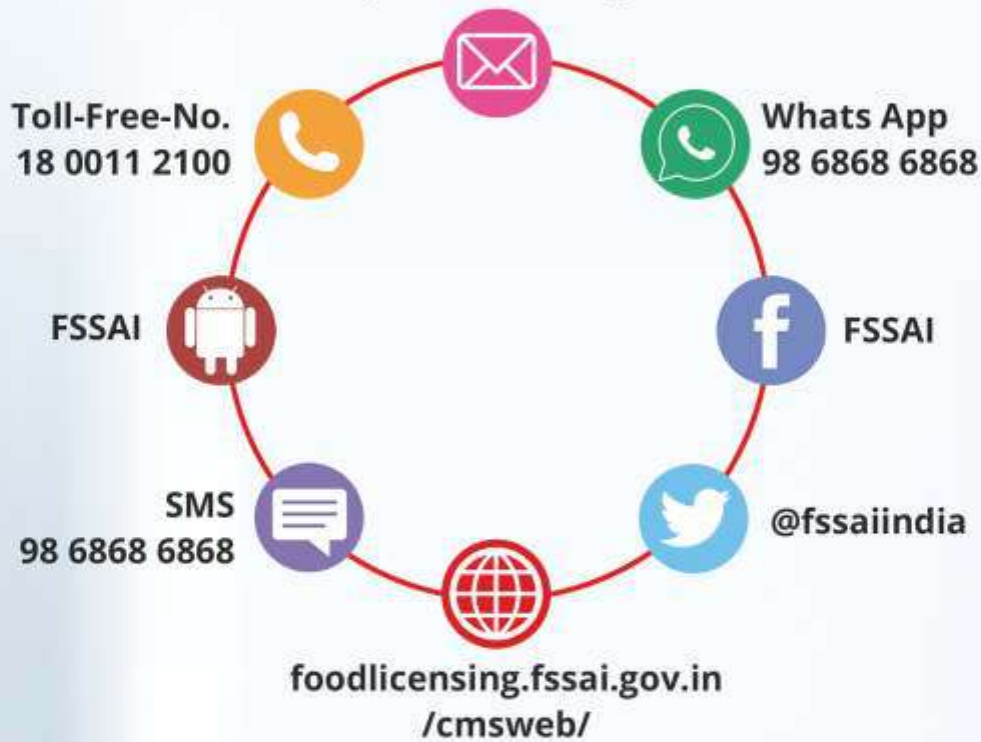 Toll-Free-No.
18 0011 2100
Whats App
98 6868 6868
FSSAI
FSSAI
SMS
98 6868 6868
@fssaiindia
foodlicensing.fssai.gov.in
/cmsweb/